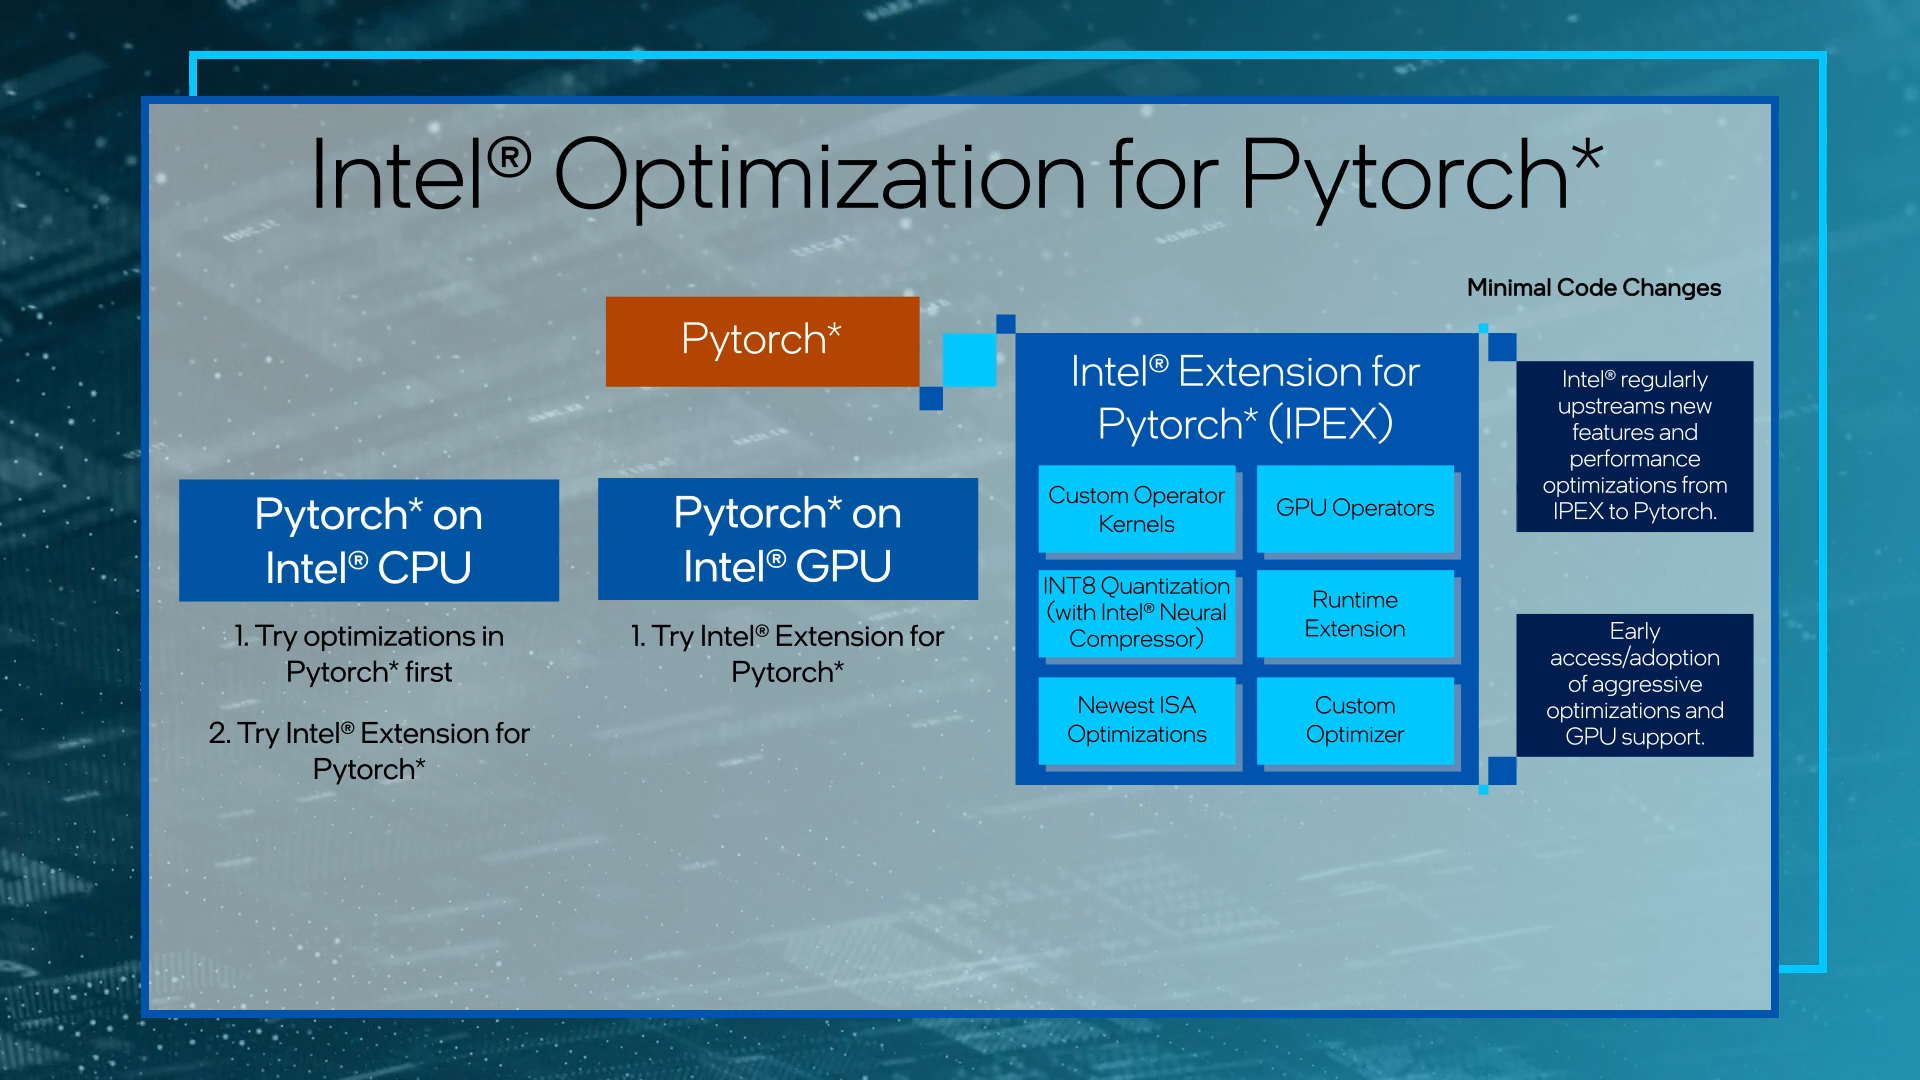 Intel® Optimization for Pytorch*
Minimal Code Changes
Pytorch*
Pytorch* on
Intel® CPU
1. Try optimizations in
Pytorch* first
2. Try Intel® Extension for
Pytorch*
Pytorch* on
Intel® GPU
1. Try Intel® Extension for
Pytorch*
Intel® Extension for
Pytorch* (IPEX)
Custom Operator
Kernels
GPU Operators
INT8 Quantization
(with Intel® Neural
Compressor)
Runtime
Extension
Newest ISA
Optimizations
Custom
Optimizer
Intel® regularly
upstreams new
features and
performance
optimizations from
IPEX to Pytorch.
Early
access/adoption
of aggressive
optimizations and
GPU support.